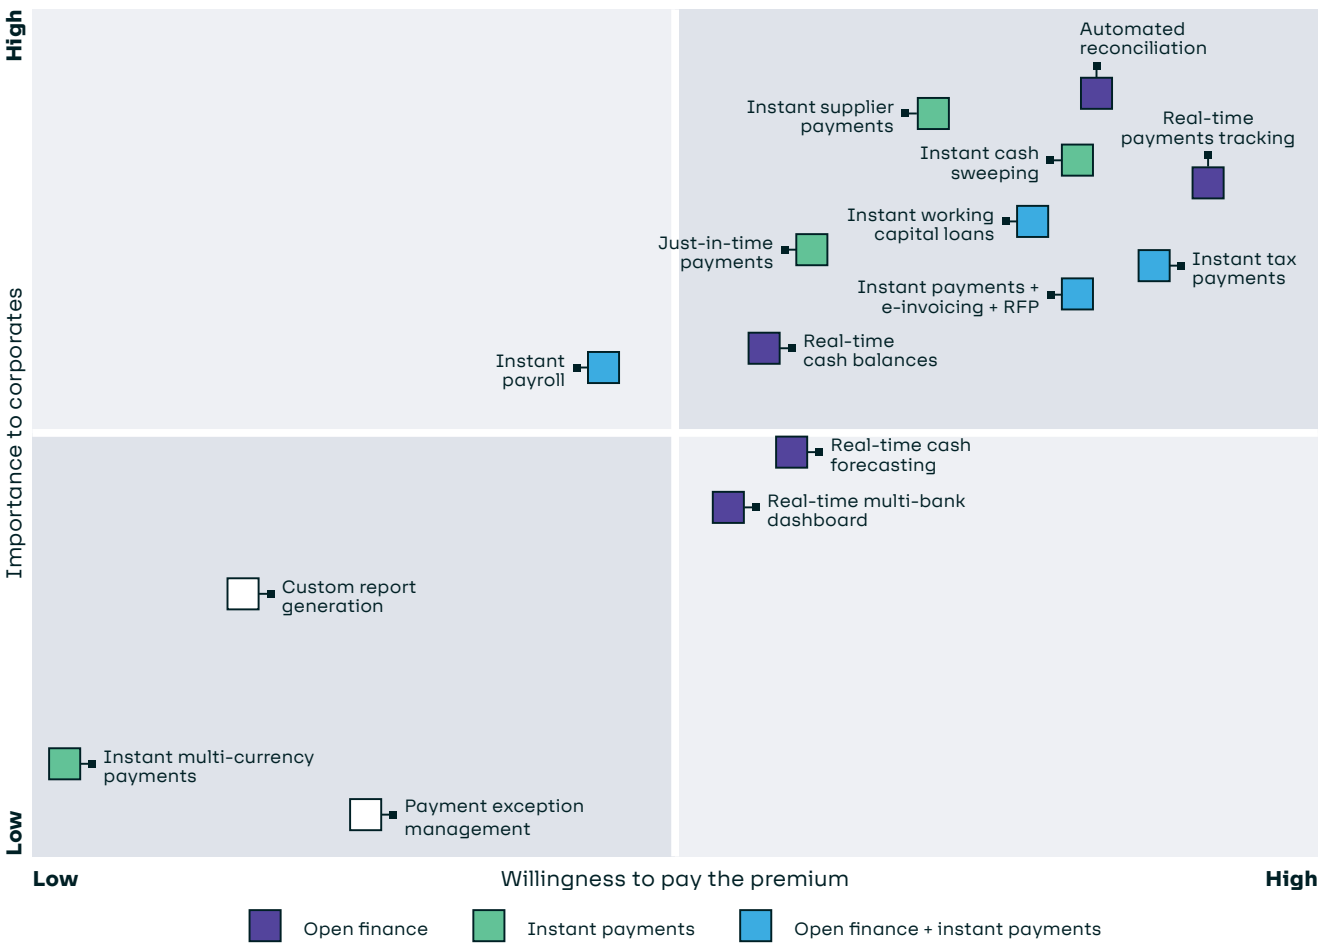 High
Automated
reconciliation
Instant supplier
payments
Real-time
payments tracking
Instant cash
sweeping
Instant working
capital loans
Just-in-time
payments
Instant tax
payments
Instant payments +
e-invoicing + RFP
Real-time
cash balances
Instant
payroll
Importance to corporates
Real-time cash
forecasting
Real-time multi-bank
dashboard
Custom report
generation
Instant multi-currency
payments
Payment exception
management
Low
Low
Willingness to pay the premium
High
Open finance
Instant payments
Open finance + instant payments